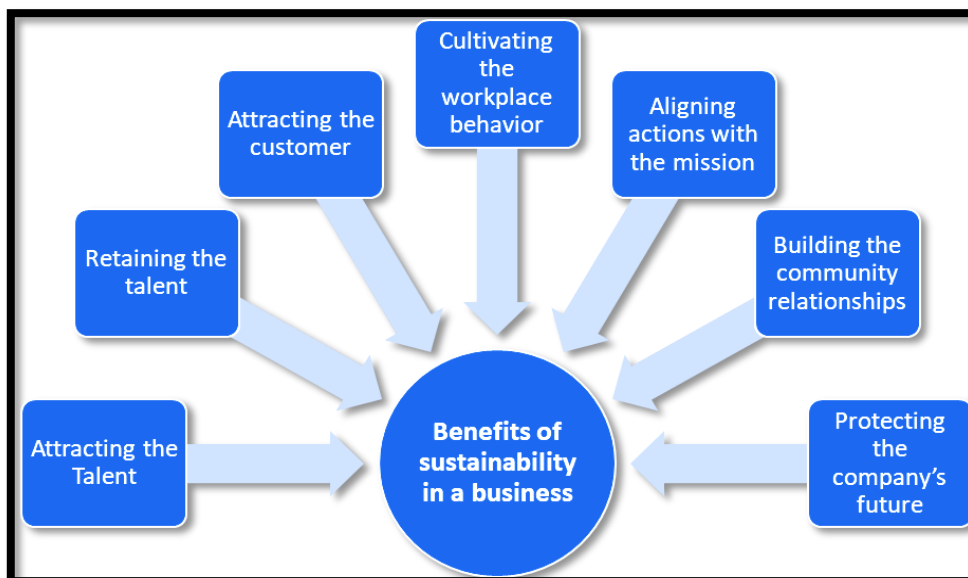 Attracting the
Talent
Retaining the
talent
Attracting the
customer
Cultivating
the
workplace
behavior
Aligning
actions with
the mission
Building the
community
relationships
Protecting
the
company’s
future
Benefits of
sustainability
in a business